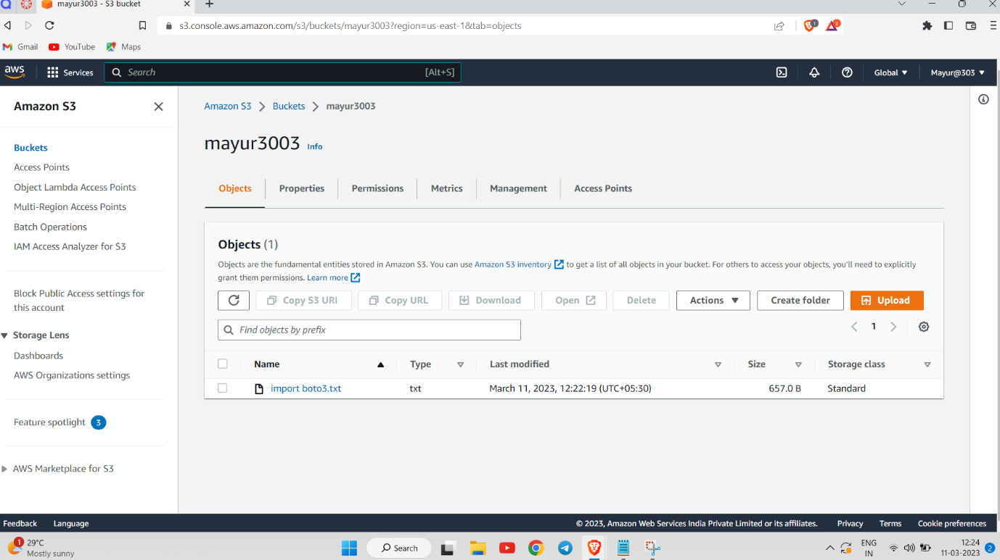 mayur3003 - S3 bucket
s3.console.aws.amazon.com/s3/buckets/mayur3003?region=us-east-1&tab=objects
1
3
Gmail YouTube Maps
aws Services Search [Alt+S] Global Mayur@303
Amazon S3
Buckets
Access Points
Object Lambda Access Points
Multi-Region Access Points
Batch Operations
IAM Access Analyzer for S3
Block Public Access settings for
this account
Storage Lens
Dashboards
AWS Organizations settings
Feature spotlight 3
AWS Marketplace for S3
Amazon S3 Buckets mayur3003
mayur3003 Info
Objects Properties Permissions Metrics Management Access Points
Objects (1)
Objects are the fundamental entities stored in Amazon S3. You can use Amazon S3 inventory to get a list of all objects in your bucket. For others to access your objects, you'll need to explicitly
grant them permissions. Learn more
Copy S3 URI Copy URL Download Open Delete Actions Create folder Upload
Find objects by prefix 1
Name Type Last modified Size Storage class
import boto3.txt txt March 11, 2023, 12:22:19 (UTC+05:30) 657.0 B Standard
Feedback Language © 2023, Amazon Web Services India Private Limited or its affiliates. Privacy Terms Cookie preferences
1
29°C
Mostly sunny
Search
ENG
IN
12:24
11-03-2023
2